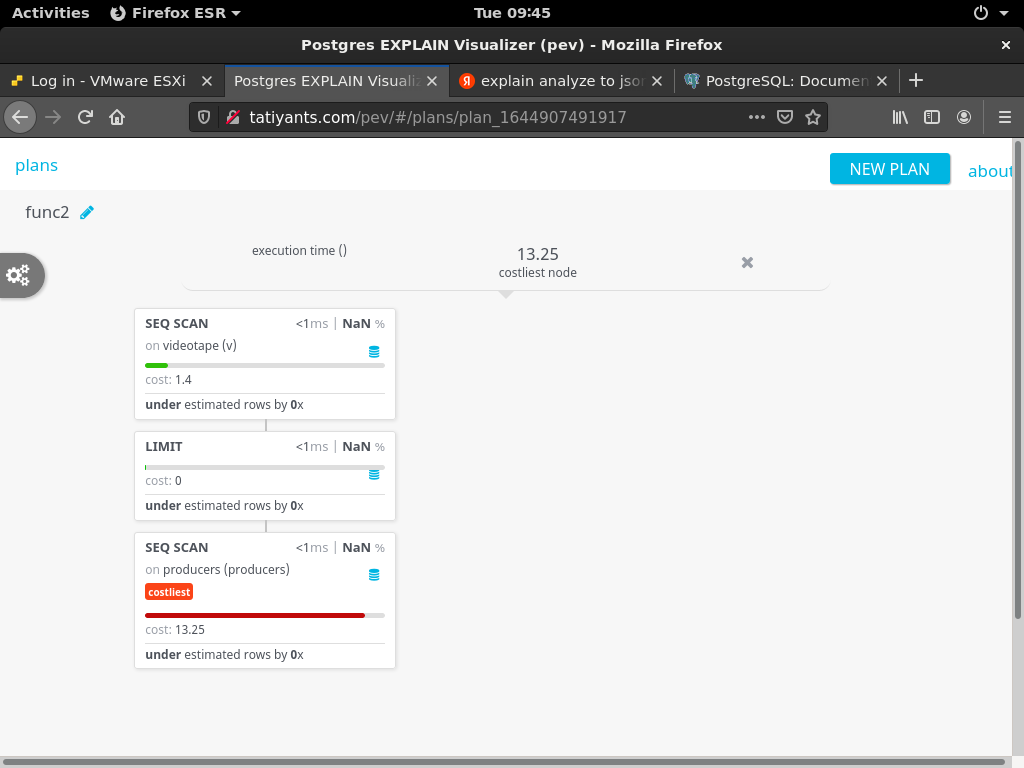 Activities Firefox ESR Tue 09:45
Postgres EXPLAIN Visualizer (pev) - Mozilla Firefox
Log in - VMware ESXi Postgres EXPLAIN Visualiz explain analyze to jso PostgreSQL: Documen
tatiyants.com/pev/#/plans/plan_1644907491917
plans NEW PLAN about
func2
execution time () 13.25
costliest node
SEQ SCAN <1ms | NaN %
on videotape (v)
cost: 1.4
under estimated rows by 0x
LIMIT <1ms | NaN %
cost: 0
under estimated rows by 0x
SEQ SCAN <1ms | NaN %
on producers (producers)
costliest
cost: 13.25
under estimated rows by 0x